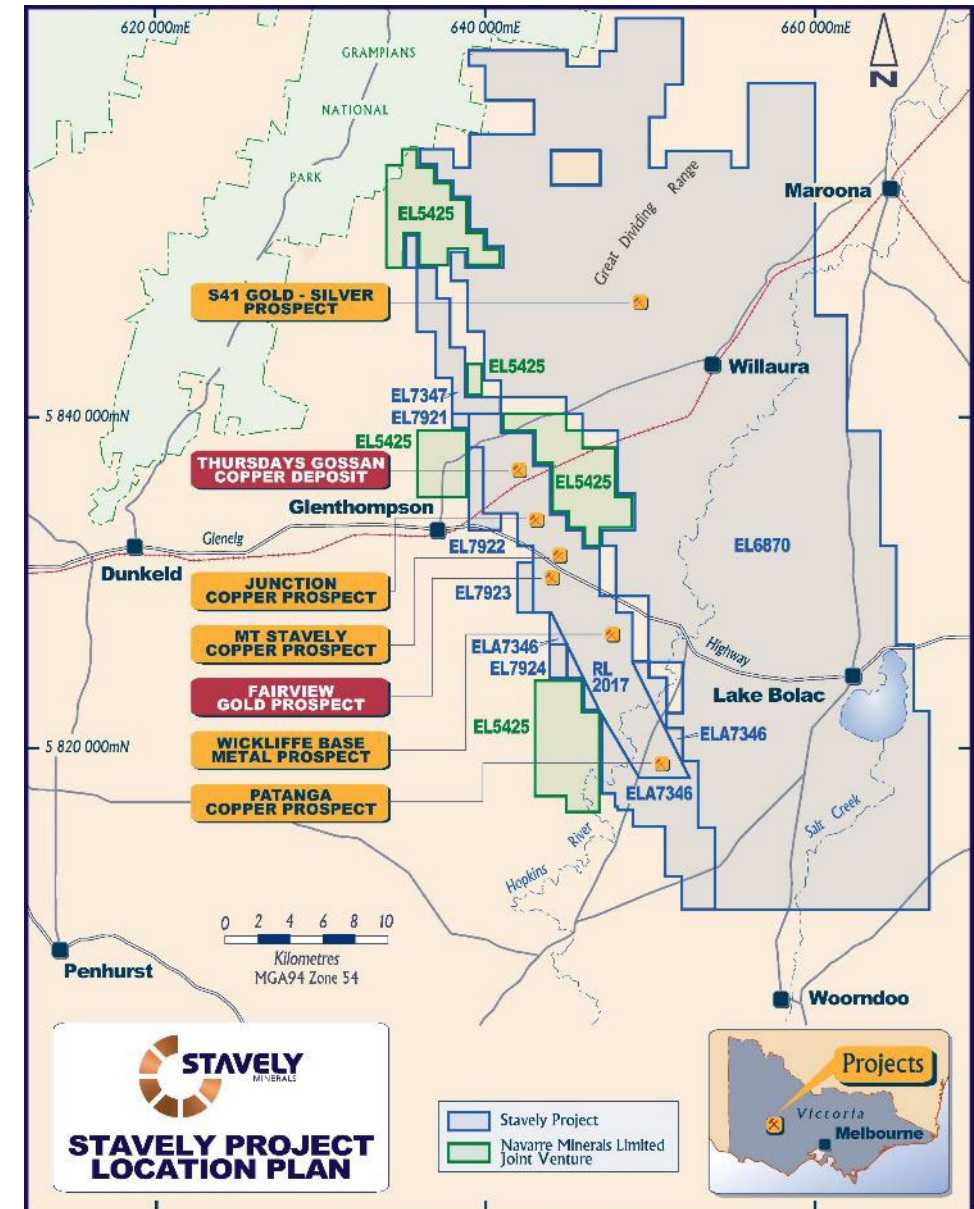 620 000mE
640 000mE
660 000mE
GRAMPIANS
NATIONAL
PARK
N
Great Dividing Range
Maroona
EL5425
S41 GOLD - SILVER
PROSPECT
EL5425
Willaura
EL7347
EL7921
5 840 000mN
EL5425
THURSDAYS GOSSAN
COPPER DEPOSIT
EL5425
Glenthompson
Glenelg
EL7922
EL6870
Dunkeld
JUNCTION
COPPER PROSPECT
EL7923
MT STAVELY
COPPER PROSPECT
ELA7346
Highway
EL7924
RL
2017
FAIRVIEW
GOLD PROSPECT
Lake Bolac
EL5425
ELA7346
WICKLIFFE BASE
METAL PROSPECT
5 820 000mN
PATANGA
COPPER PROSPECT
ELA7346
Salt Creek
Hopkins River
0 2 4 6 8 10
Kilometres
MGA94 Zone 54
Penhurst
Woorndoo
STAVELY
MINERALS
STAVELY PROJECT
LOCATION PLAN
Stavely Project
Navarre Minerals Limited
Joint Venture
Projects
Victoria
Melbourne